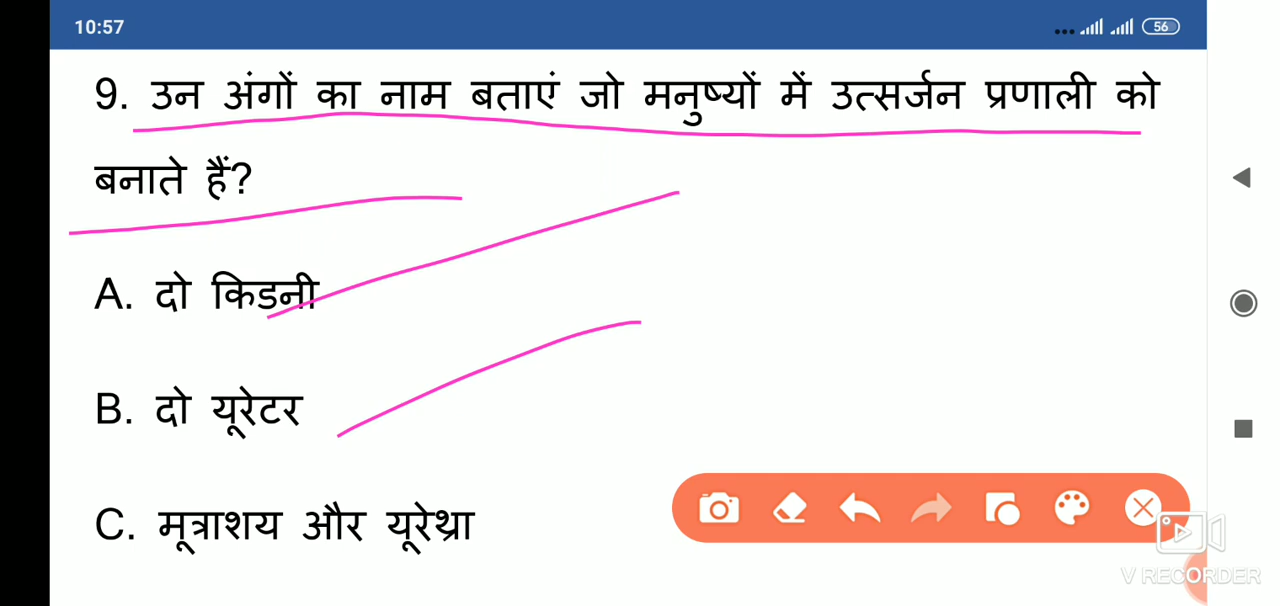 10:57
56
9. उन अंगों का नाम बताएं जो मनुष्यों में उत्सर्जन प्रणाली को
बनाते हैं?
A. दो किडनी
B. दो यूरेटर
C. मूत्राशय और यूरेथ्रा
V RECORDER